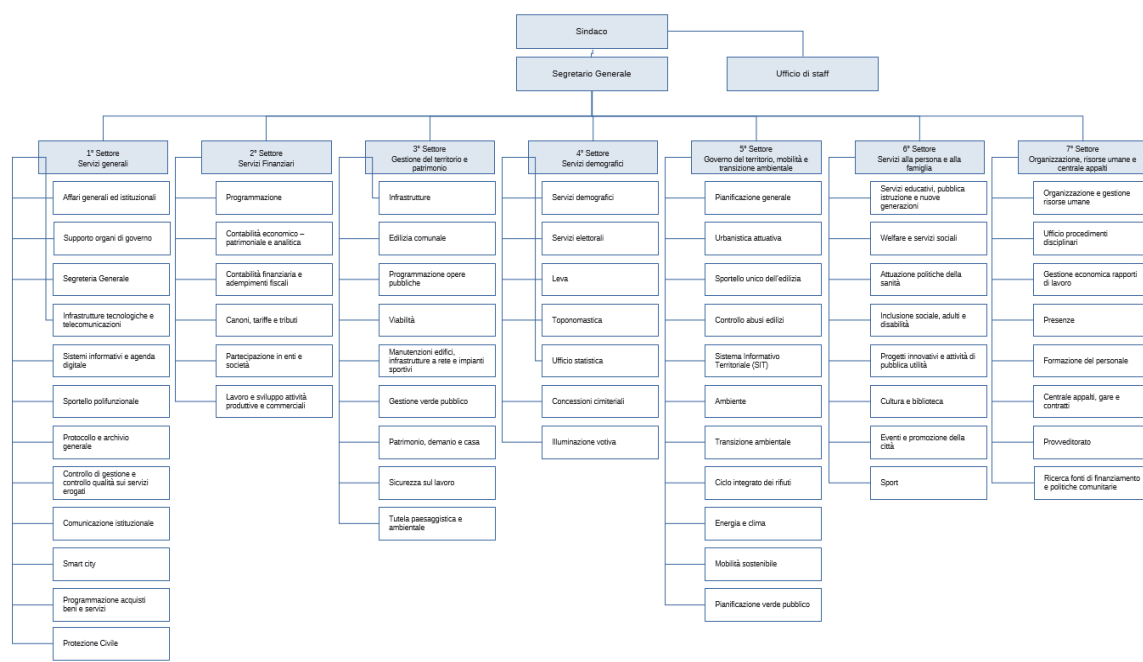 Sindaco
Segretario Generale
Ufficio di staff
1° Settore
Servizi generali
Affari generali ed istituzionali
Supporto organi di governo
Segreteria Generale
Infrastrutture tecnologiche e
telecomunicazioni
Sistemi informativi e agenda
digitale
Sportello polifunzionale
Protocollo e archivio
generale
Controllo di gestione e
controllo qualità sui servizi
erogati
Comunicazione istituzionale
Smart city
Programmazione acquisti
beni e servizi
Protezione Civile
2° Settore
Servizi Finanziari
Programmazione
Contabilità economico –
patrimoniale e analitica
Contabilità finanziaria e
adempimenti fiscali
Canoni, tariffe e tributi
Partecipazione in enti e
società
Lavoro e sviluppo attività
produttive e commerciali
3° Settore
Gestione del territorio e
patrimonio
Infrastrutture
Edilizia comunale
Programmazione opere
pubbliche
Viabilità
Manutenzioni edifici,
infrastrutture a rete e impianti
sportivi
Gestione verde pubblico
Patrimonio, demanio e casa
Sicurezza sul lavoro
Tutela paesaggistica e
ambientale
4° Settore
Servizi demografici
Servizi demografici
Servizi elettorali
Leva
Toponomastica
Ufficio statistica
Concessioni cimiteriali
Illuminazione votiva
5° Settore
Governo del territorio, mobilità e
transizione ambientale
Pianificazione generale
Urbanistica attuativa
Sportello unico dell'edilizia
Controllo abusi edilizi
Sistema Informativo
Territoriale (SIT)
Ambiente
Transizione ambientale
Ciclo integrato dei rifiuti
Energia e clima
Mobilità sostenibile
Pianificazione verde pubblico
6° Settore
Servizi alla persona e alla
famiglia
Servizi educativi, pubblica
istruzione e nuove
generazioni
Welfare e servizi sociali
Attuazione politiche della
sanità
Inclusione sociale, adulti e
disabilità
Progetti innovativi e attività di
pubblica utilità
Cultura e biblioteca
Eventi e promozione della
città
Sport
7° Settore
Organizzazione, risorse umane e
centrale appalti
Organizzazione e gestione
risorse umane
Ufficio procedimenti
disciplinari
Gestione economica rapporti
di lavoro
Presenze
Formazione del personale
Centrale appalti, gare e
contratti
Provveditorato
Ricerca fonti di finanziamento
e politiche comunitarie